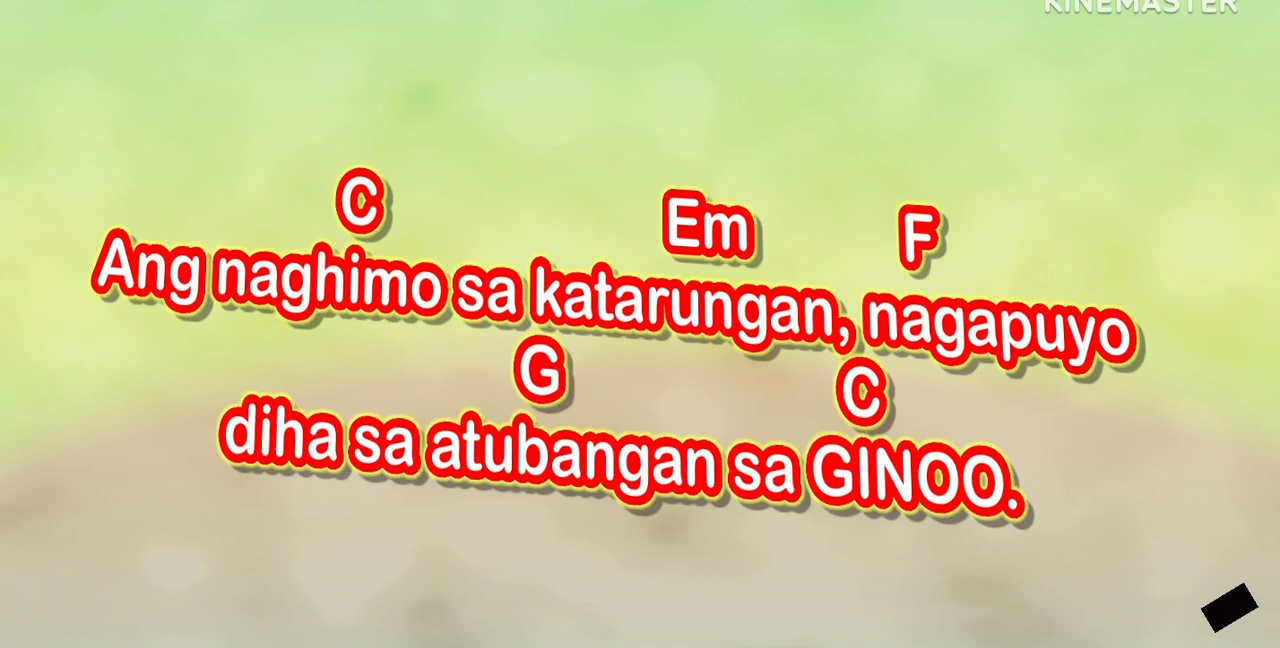 KINEMASTER
C Em F
Ang naghimo sa katarungan, nagapuyo
G C
diha sa atubangan sa GINOO.